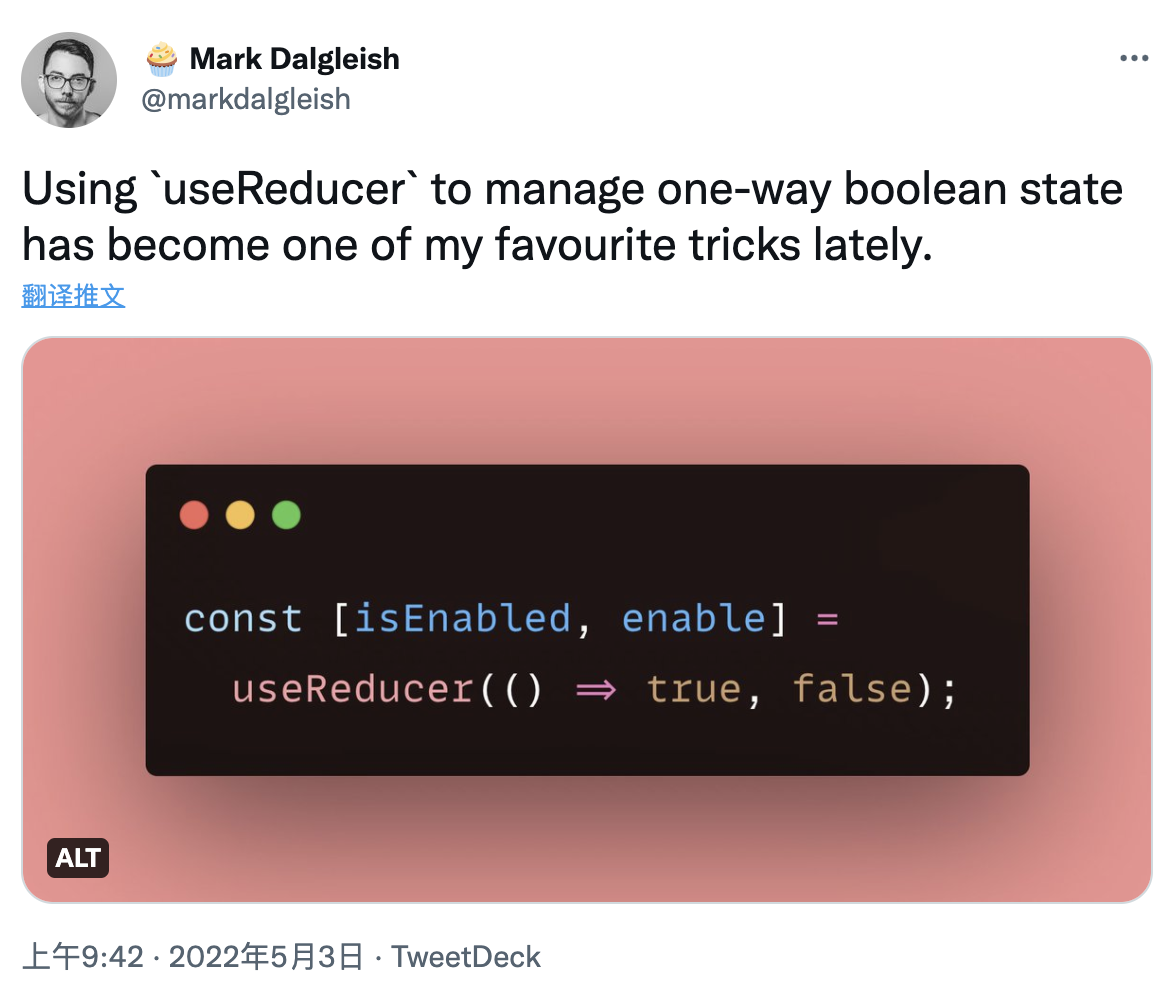 🧁 Mark Dalgleish
@markdalgleish
Using `useReducer` to manage one-way boolean state
has become one of my favourite tricks lately.
翻译推文
const [isEnabled, enable] =
useReducer(() => true, false);
ALT
上午9:42 · 2022年5月3日 · TweetDeck